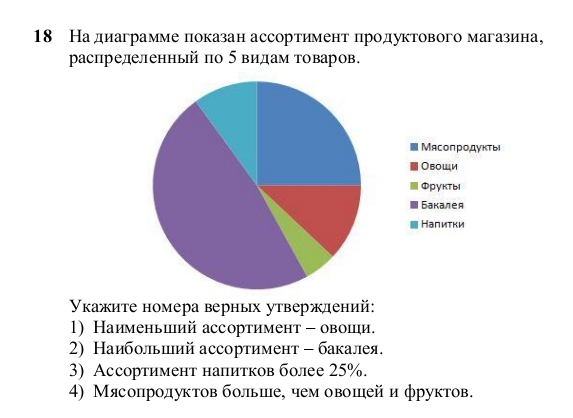 18 На диаграмме показан ассортимент продуктового магазина,
распределенный по 5 видам товаров.
Мясопродукты
Овощи
Фрукты
Бакалея
Напитки
Укажите номера верных утверждений:
1) Наименьший ассортимент – овощи.
2) Наибольший ассортимент – бакалея.
3) Ассортимент напитков более 25%.
4) Мясопродуктов больше, чем овощей и фруктов.